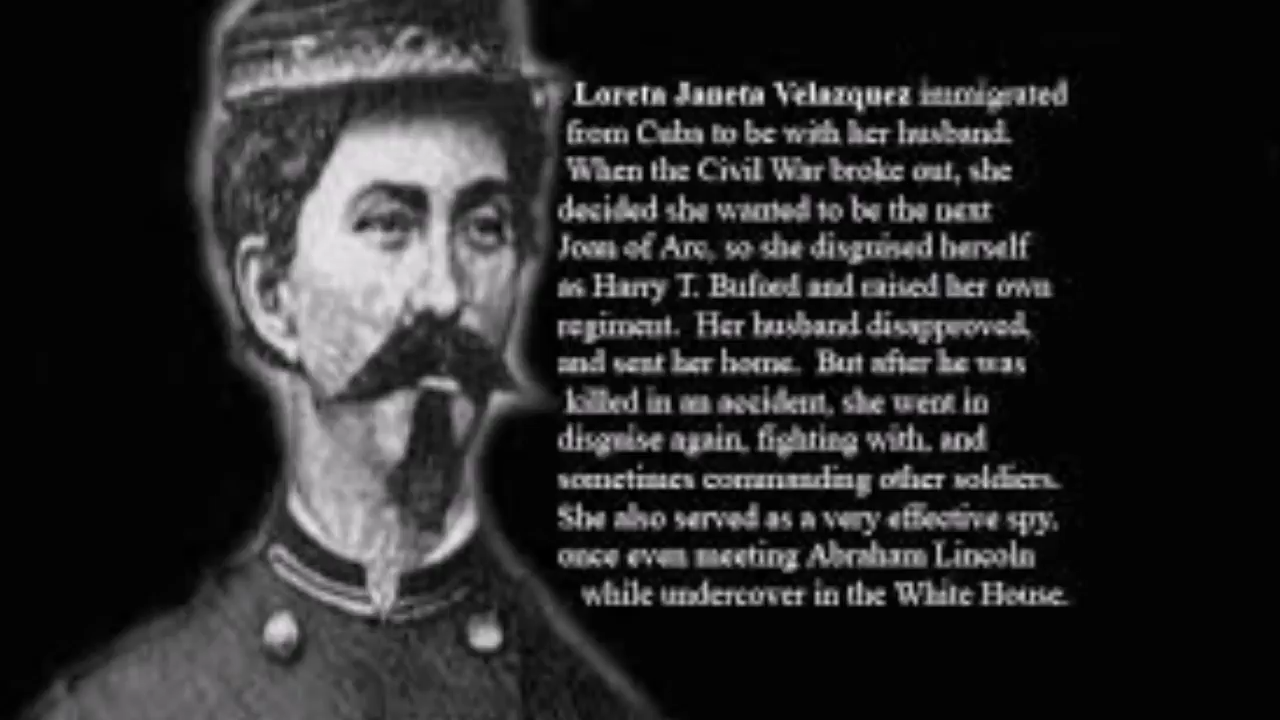 Loreta Janeta Velazquez immigrated
from Cuba to be with her husband.
When the Civil War broke out, she
decided she wanted to be the next
Joan of Arc, so she disguised herself
as Harry T. Buford and raised her own
regiment. Her husband disapproved,
and sent her home. But after he was
killed in an accident, she went in
disguise again, fighting with, and
sometimes commanding other soldiers.
She also served as a very effective spy,
once even meeting Abraham Lincoln
while undercover in the White House.